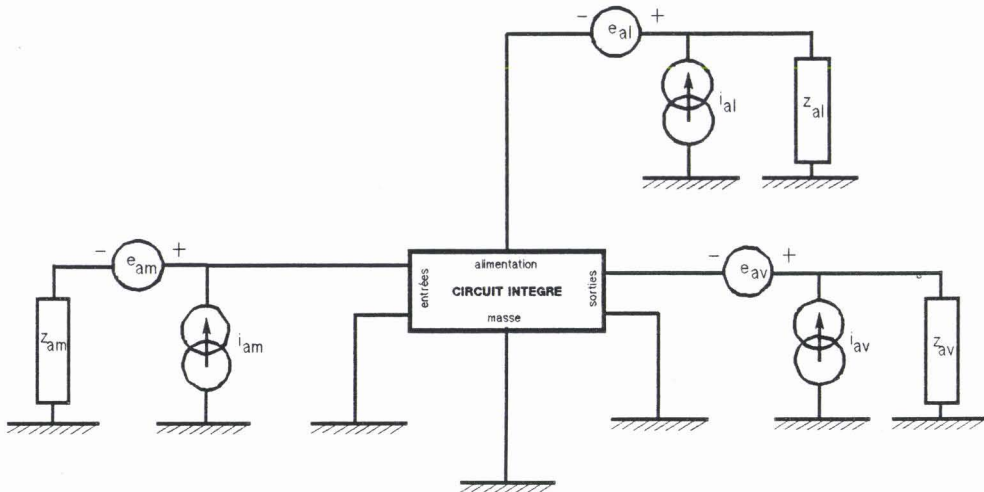 - e_al +
i_al
z_al
- e_am +
z_am
i_am
alimentation
entrées
CIRCUIT INTEGRE
sorties
masse
- e_av +
i_av
z_av